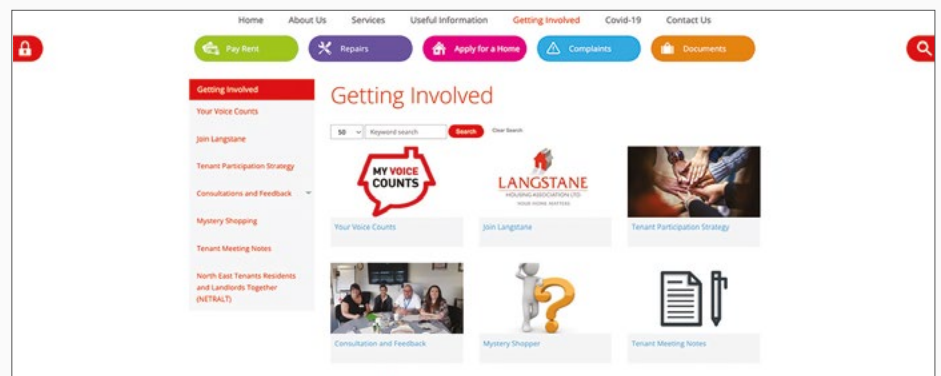 Home About Us Services Useful Information Getting Involved Covid-19 Contact Us
Pay Rent Repairs Apply for a Home Complaints Documents
Getting Involved
Your Voice Counts
Join Langstane
Tenant Participation Strategy
Consultations and Feedback
Mystery Shopping
Tenant Meeting Notes
North East Tenants Residents
and Landlords Together
(NETRALT)
Getting Involved
50 Keyword search Search Clear Search
MY VOICE
COUNTS
LANGSTANE
HOUSING ASSOCIATION LTD
YOUR HOME MATTERS
Your Voice Counts Join Langstane Tenant Participation Strategy
Consultation and Feedback Mystery Shopper Tenant Meeting Notes